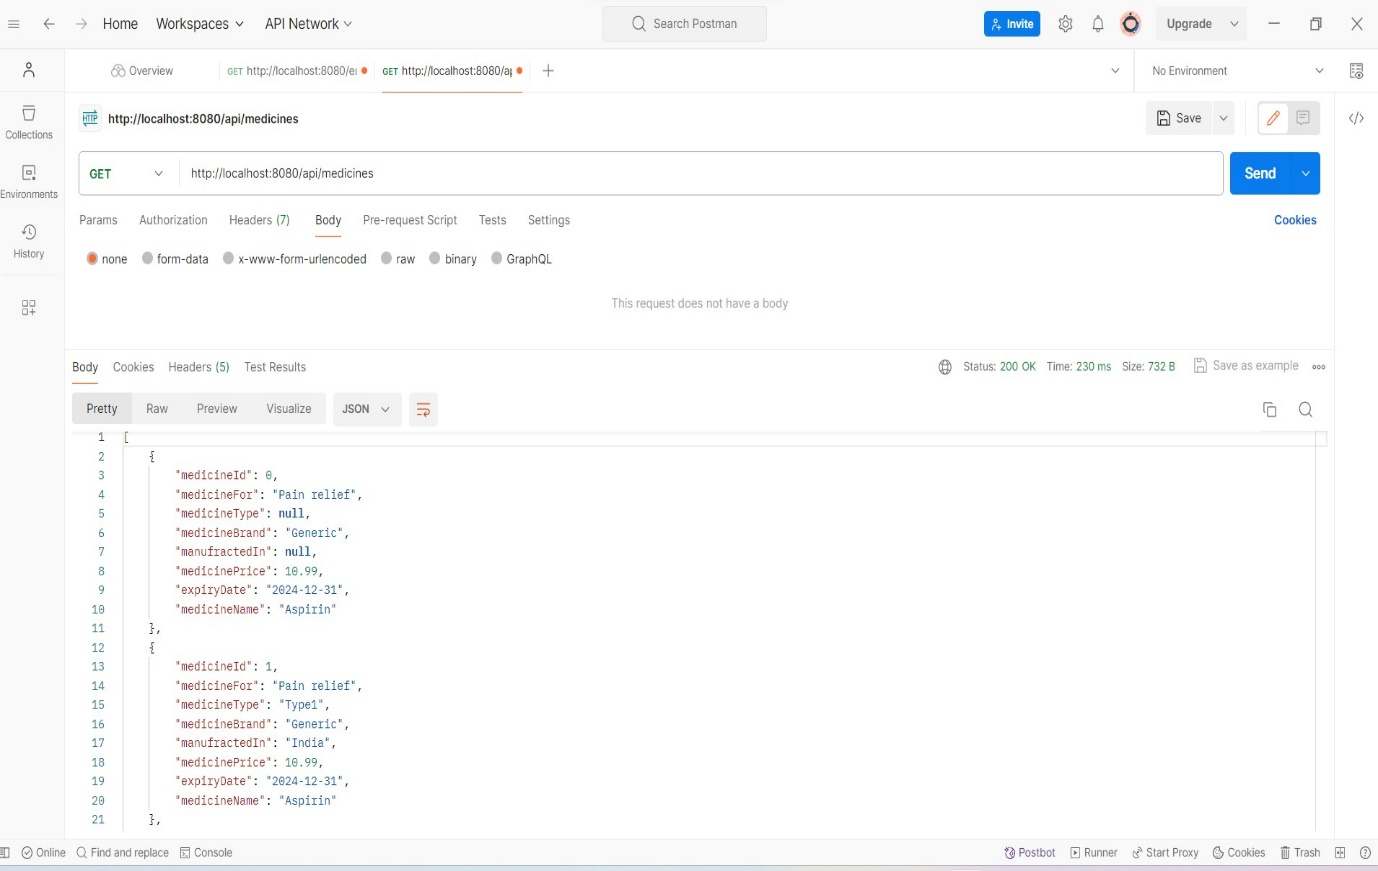 Home Workspaces API Network Search Postman Invite Upgrade
Overview GET http://localhost:8080/ei GET http://localhost:8080/ap No Environment
HTTP http://localhost:8080/api/medicines Save
Collections
GET http://localhost:8080/api/medicines Send
Environments
Params Authorization Headers (7) Body Pre-request Script Tests Settings Cookies
History
none form-data x-www-form-urlencoded raw binary GraphQL
This request does not have a body
Body Cookies Headers (5) Test Results Status: 200 OK Time: 230 ms Size: 732 B Save as example
Pretty Raw Preview Visualize JSON
1 [
2 {
3 "medicineId": 0,
4 "medicineFor": "Pain relief",
5 "medicineType": null,
6 "medicineBrand": "Generic",
7 "manufractedIn": null,
8 "medicinePrice": 10.99,
9 "expiryDate": "2024-12-31",
10 "medicineName": "Aspirin"
11 },
12 {
13 "medicineId": 1,
14 "medicineFor": "Pain relief",
15 "medicineType": "Type1",
16 "medicineBrand": "Generic",
17 "manufractedIn": "India",
18 "medicinePrice": 10.99,
19 "expiryDate": "2024-12-31",
20 "medicineName": "Aspirin"
21 },
Online Find and replace Console Postbot Runner Start Proxy Cookies Trash